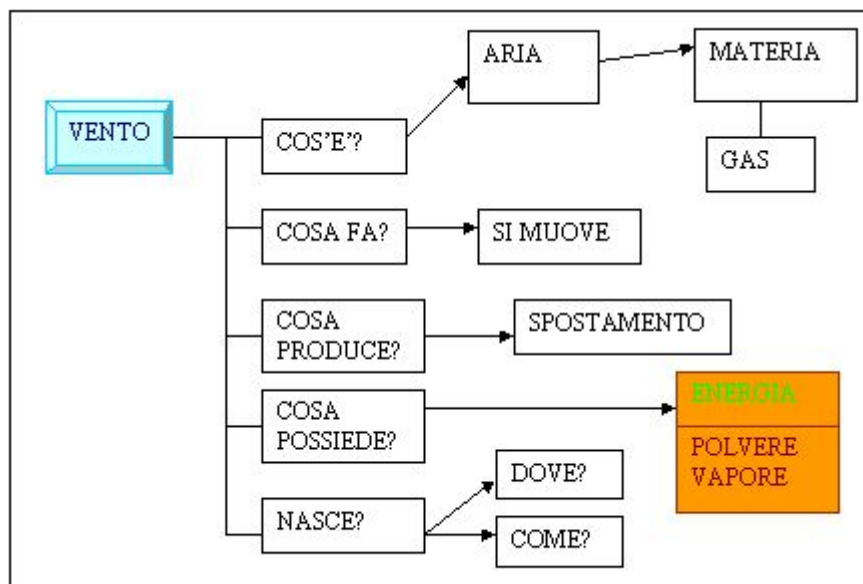 VENTO
COS'E'?
ARIA
MATERIA
GAS
COSA FA?
SI MUOVE
COSA
PRODUCE?
SPOSTAMENTO
COSA
POSSIEDE?
ENERGIA
POLVERE
VAPORE
NASCE?
DOVE?
COME?